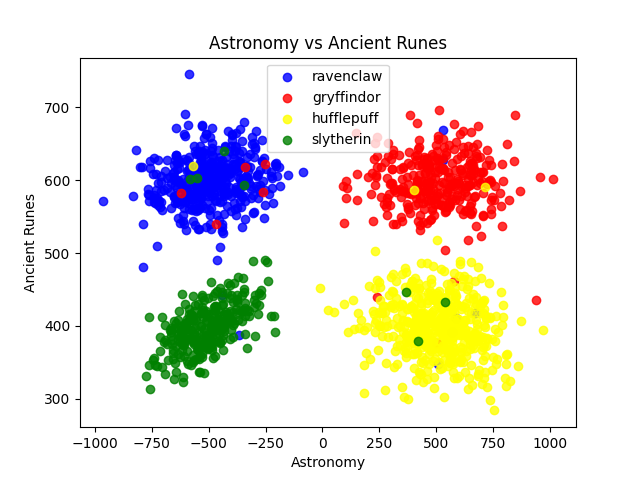 Astronomy vs Ancient Runes
ravenclaw
gryffindor
hufflepuff
slytherin
Ancient Runes
700
600
500
400
300
−1000
−750
−500
−250
0
250
500
750
1000
Astronomy